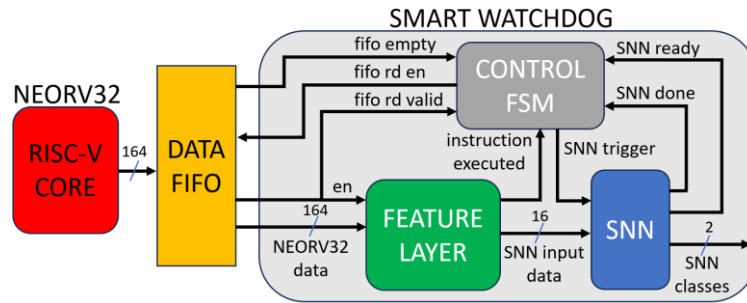 SMART WATCHDOG
fifo empty
SNN ready
CONTROL
FSM
fifo rd en
NEORV32
SNN done
fifo rd valid
RISC-V
CORE
164
DATA
FIFO
instruction
executed
SNN trigger
en
164
FEATURE
LAYER
16
SNN
2
NEORV32
data
SNN input
data
SNN
classes